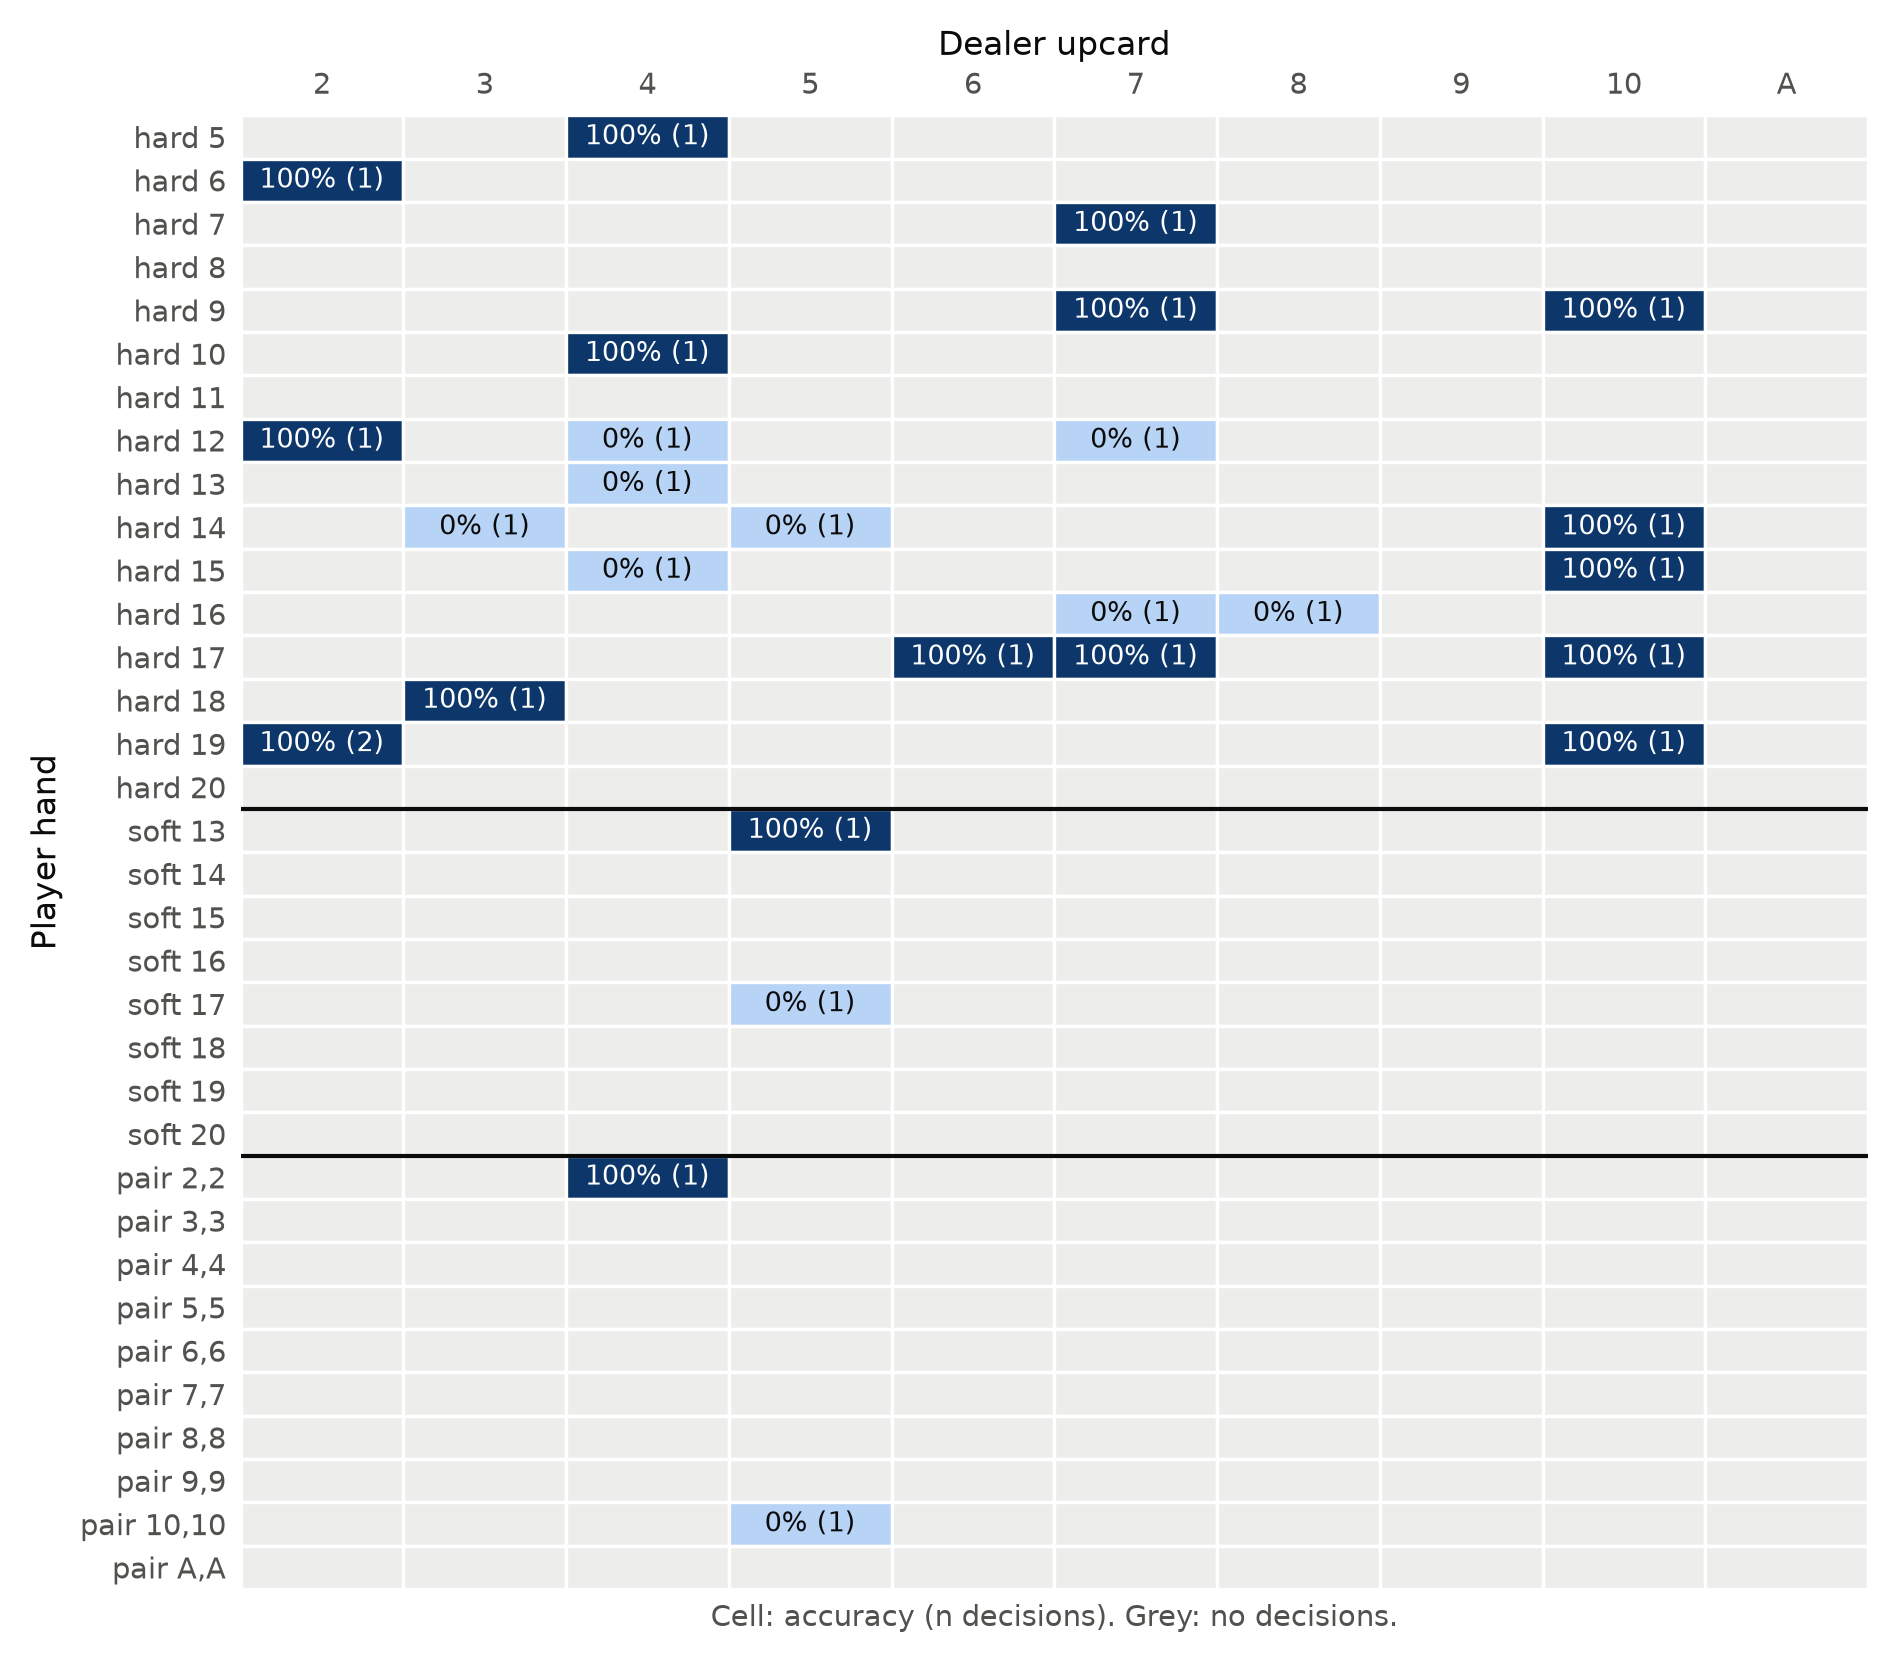 Dealer upcard
2 3 4 5 6 7 8 9 10 A
Player hand
hard 5 100% (1)
hard 6 100% (1)
hard 7 100% (1)
hard 8
hard 9 100% (1) 100% (1)
hard 10 100% (1)
hard 11
hard 12 100% (1) 0% (1) 0% (1)
hard 13 0% (1)
hard 14 0% (1) 0% (1) 100% (1)
hard 15 0% (1) 100% (1)
hard 16 0% (1) 0% (1)
hard 17 100% (1) 100% (1) 100% (1)
hard 18 100% (1)
hard 19 100% (2) 100% (1)
hard 20
soft 13 100% (1)
soft 14
soft 15
soft 16
soft 17 0% (1)
soft 18
soft 19
soft 20
pair 2,2 100% (1)
pair 3,3
pair 4,4
pair 5,5
pair 6,6
pair 7,7
pair 8,8
pair 9,9
pair 10,10 0% (1)
pair A,A
Cell: accuracy (n decisions). Grey: no decisions.